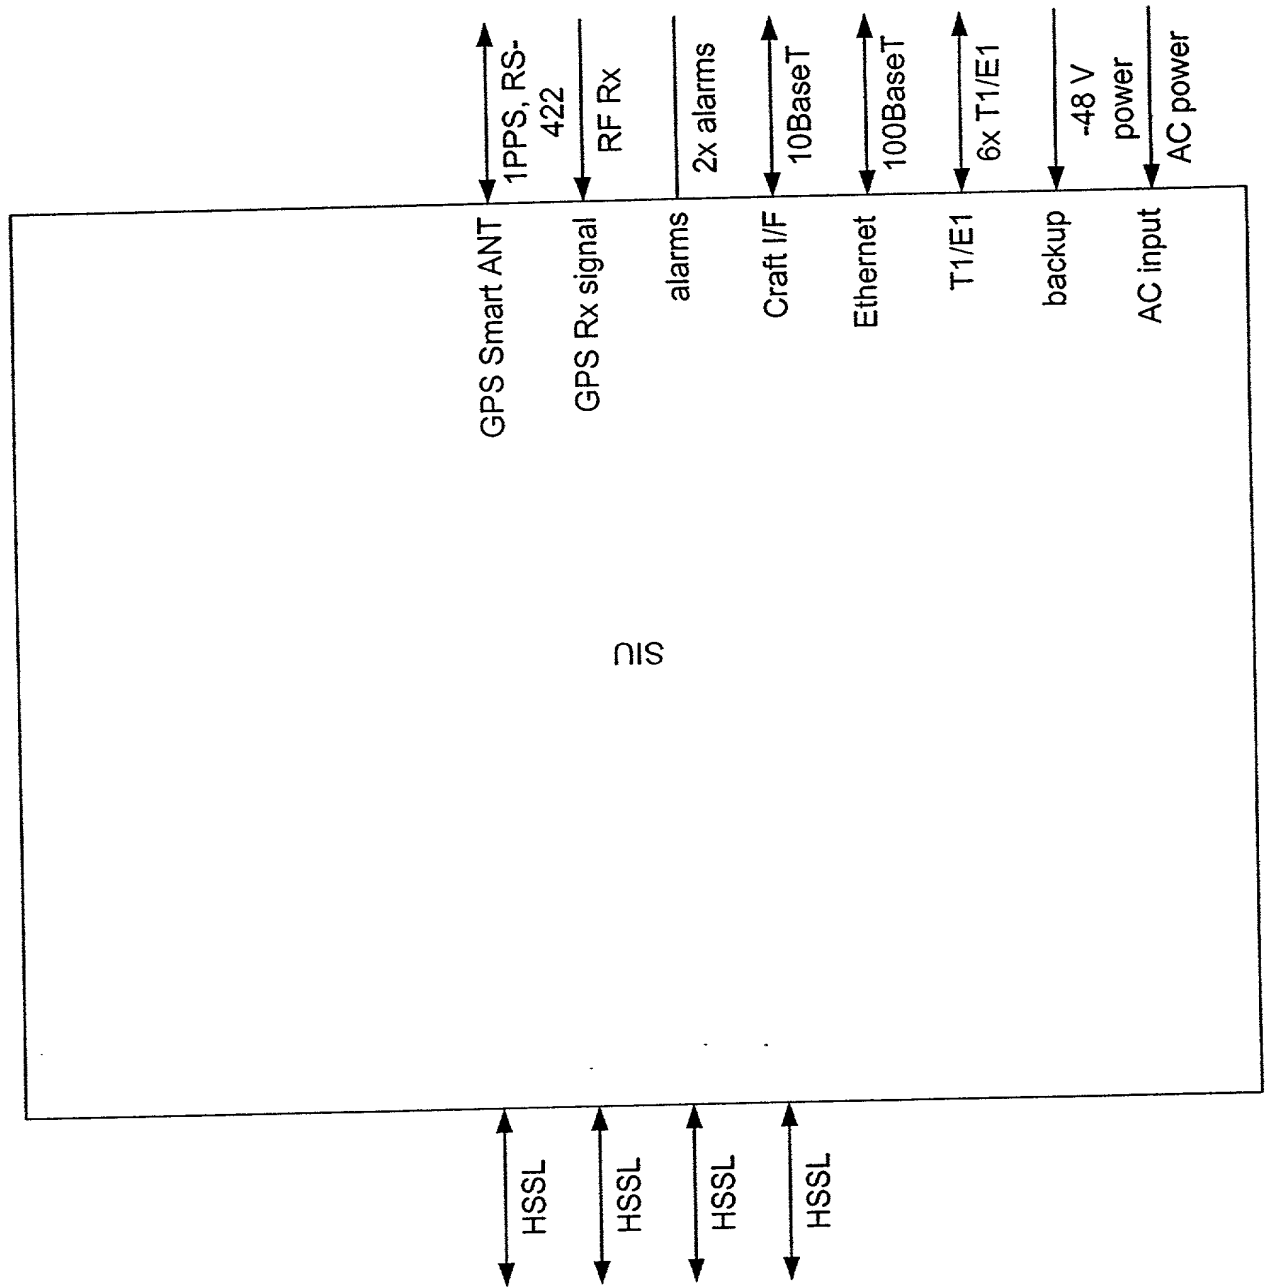 1PPS, RS-
422
RF Rx
2x alarms
10BaseT
100BaseT
6x T1/E1
-48 V
power
AC power
GPS Smart ANT
GPS Rx signal
alarms
Craft I/F
Ethernet
T1/E1
backup
AC input
SIU
HSSL
HSSL
HSSL
HSSL